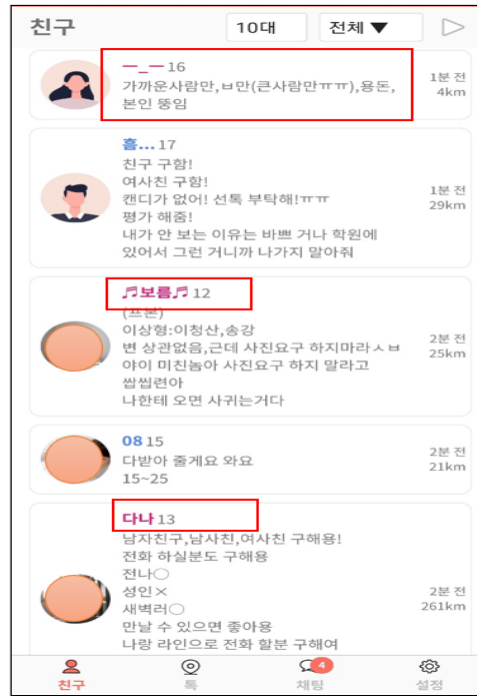 친구 10대 전체 ▼
ㅡ_ㅡ 16
가까운사람만,ㅂ만(큰사람만ㅠㅠ),용돈,
본인 뚱임
1분 전
4km
흠... 17
친구 구함!
여사친 구함!
캔디가 없어! 선톡 부탁해!ㅠㅠ
평가 해줌!
내가 안 보는 이유는 바쁘 거나 학원에
있어서 그런 거니까 나가지 말아줘
1분 전
29km
♬보름♬ 12
(프본)
이상형:이청산,송강
변 상관없음,근데 사진요구 하지마라ㅅㅂ
야이 미친놈아 사진요구 하지 말라고
씹씹련아
나한테 오면 사귀는거다
2분 전
25km
08 15
다받아 줄게요 와요
15~25
2분 전
21km
다나 13
남자친구,남사친,여사친 구해용!
전화 하실분도 구해용
전나○
성인×
새벽러○
만날 수 있으면 좋아용
나랑 라인으로 전화 할분 구해여
2분 전
261km
친구 톡 4 채팅 설정